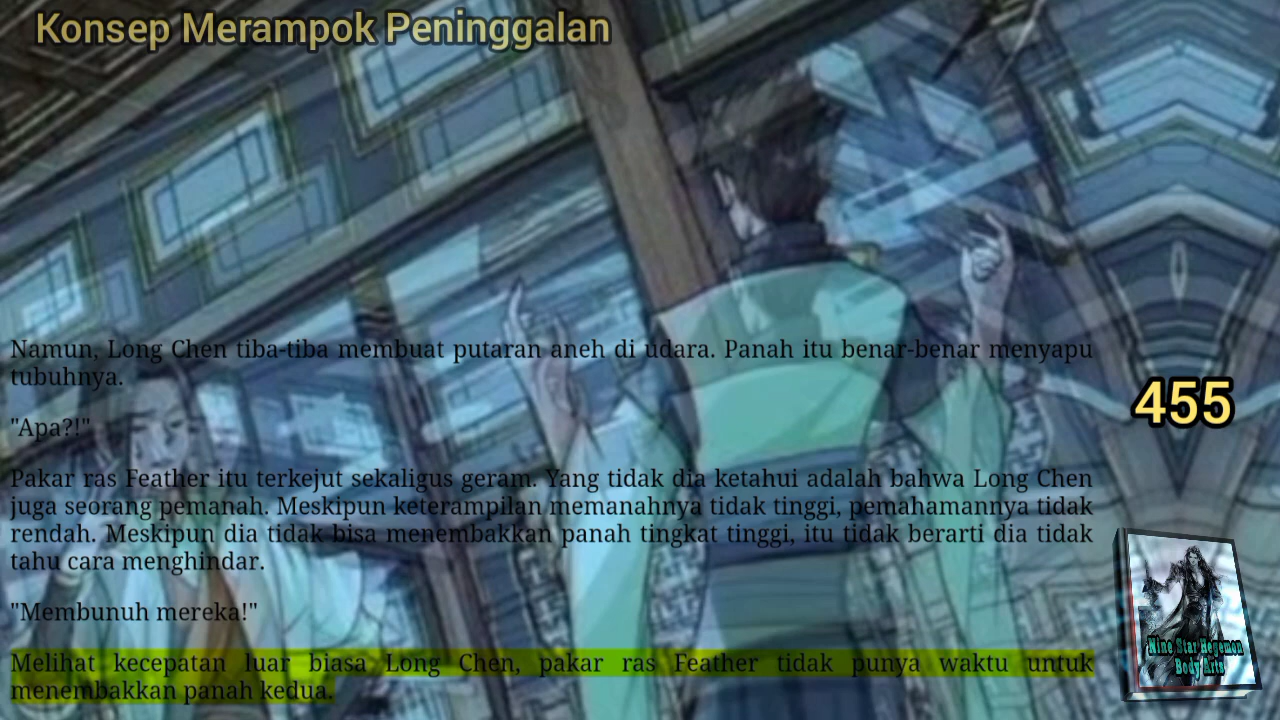 Konsep Merampok Peninggalan
Namun, Long Chen tiba-tiba membuat putaran aneh di udara. Panah itu benar-benar menyapu
tubuhnya.
"Apa?!"
Pakar ras Feather itu terkejut sekaligus geram. Yang tidak dia ketahui adalah bahwa Long Chen
juga seorang pemanah. Meskipun keterampilan memanahnya tidak tinggi, pemahamannya tidak
rendah. Meskipun dia tidak bisa menembakkan panah tingkat tinggi, itu tidak berarti dia tidak
tahu cara menghindar.
"Membunuh mereka!"
Melihat kecepatan luar biasa Long Chen, pakar ras Feather tidak punya waktu untuk
menembakkan panah kedua.
455
Nine Star Hegemon
Body Arts